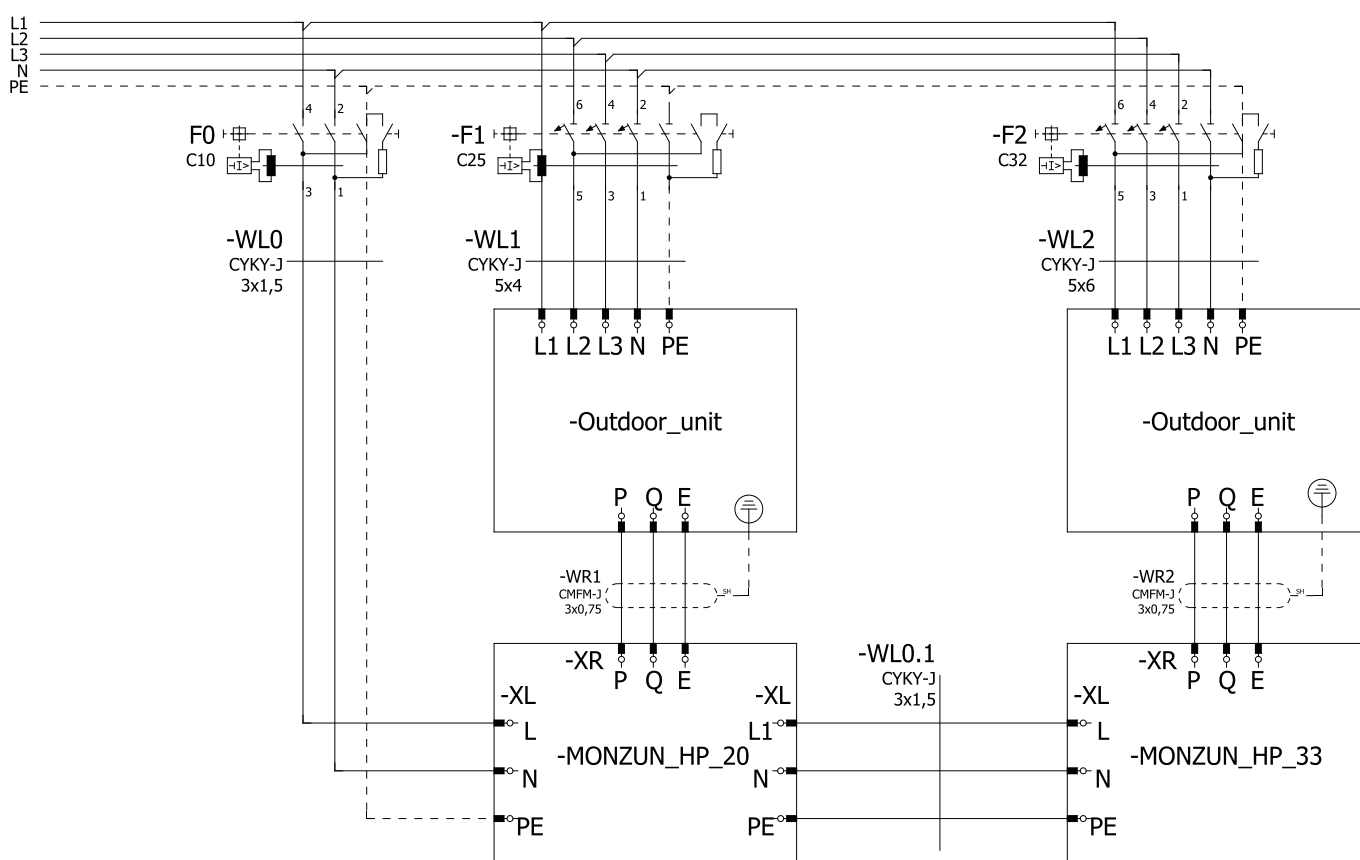 L1
L2
L3
N
PE
4 2
6 4 2
6 4 2
F0
C10
-F1
C25
-F2
C32
I>
I>
I>
3 1
5 3 1
5 3 1
-WL0
CYKY-J
3x1,5
-WL1
CYKY-J
5x4
-WL2
CYKY-J
5x6
L1 L2 L3 N PE
L1 L2 L3 N PE
-Outdoor_unit
-Outdoor_unit
P Q E
P Q E
-WR1
CMFM-J
3x0,75
SH
-WR2
CMFM-J
3x0,75
SH
-XR
P Q E
-WL0.1
CYKY-J
3x1,5
-XR
P Q E
-XL
-XL
-XL
L
L1
L
-MONZUN_HP_20
-MONZUN_HP_33
N
N
N
PE
PE
PE